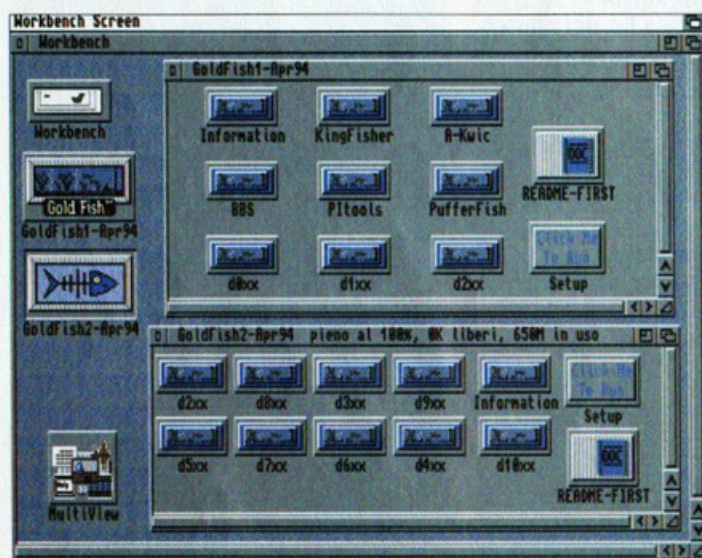 Workbench Screen
Workbench
Workbench
Gold Fish
GoldFish1-Apr94
GoldFish2-Apr94
MultiView
GoldFish1-Apr94
Information KingFisher A-Kwic
BBS PItools PufferFish
README-FIRST
DOC
d0xx d1xx d2xx
Click Me
To Run
Setup
GoldFish2-Apr94 pieno al 100%, 0K liberi, 650M in uso
d2xx d8xx d3xx d9xx Information
Click Me
To Run
Setup
d5xx d7xx d6xx d4xx d10xx
DOC
README-FIRST